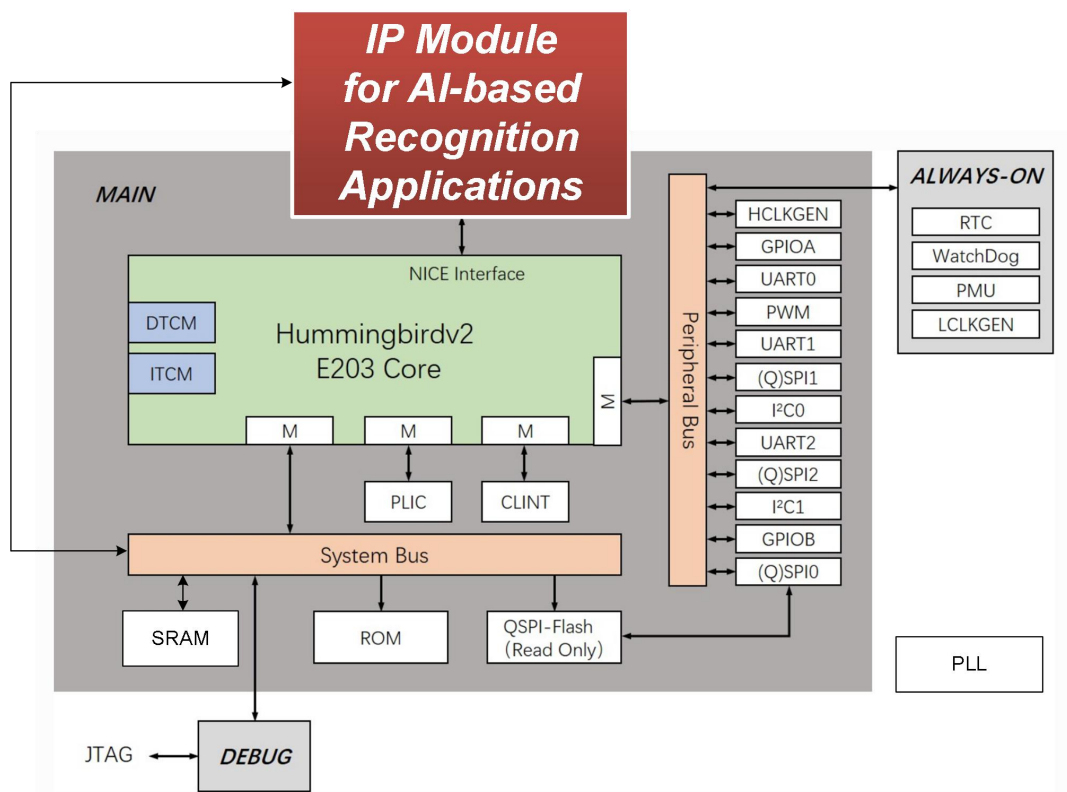 IP Module
for AI-based
Recognition
Applications
MAIN
ALWAYS-ON
RTC
WatchDog
PMU
LCLKGEN
NICE Interface
DTCM
ITCM
Hummingbirdv2
E203 Core
M
M
M
M
PLIC
CLINT
Peripheral Bus
HCLKGEN
GPIOA
UART0
PWM
UART1
(Q)SPI1
I²C0
UART2
(Q)SPI2
I²C1
GPIOB
(Q)SPI0
System Bus
SRAM
ROM
QSPI-Flash
(Read Only)
PLL
JTAG
DEBUG